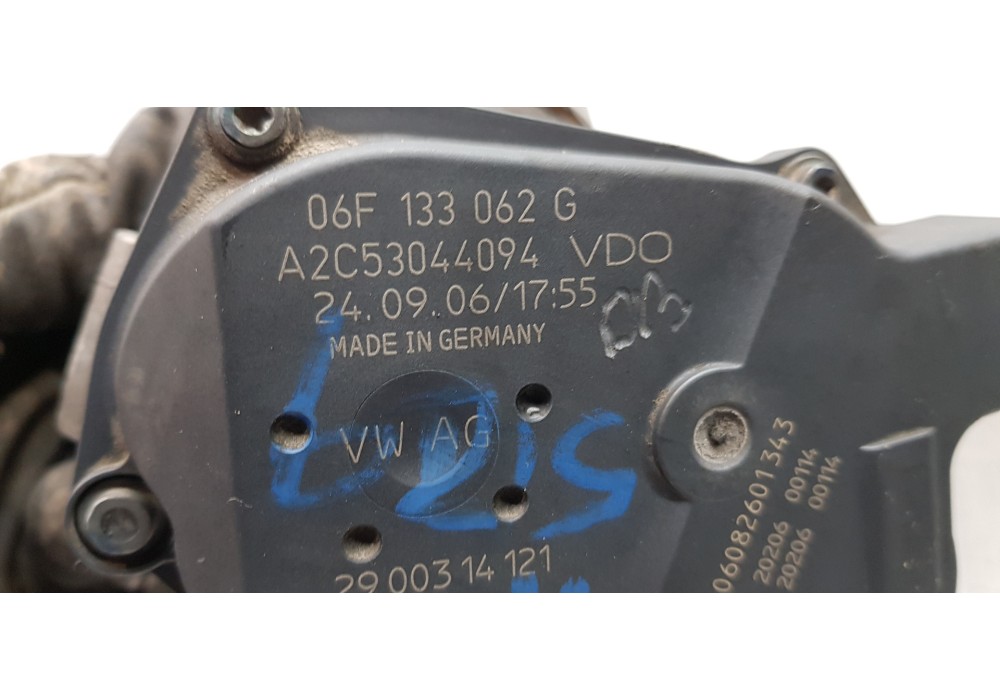 06F 133 062 G
A2C53044094 VDO
24.09.06/17:55
MADE IN GERMANY
VW AG
29 003 14 121
06082601343
20206 00114
20206 00114